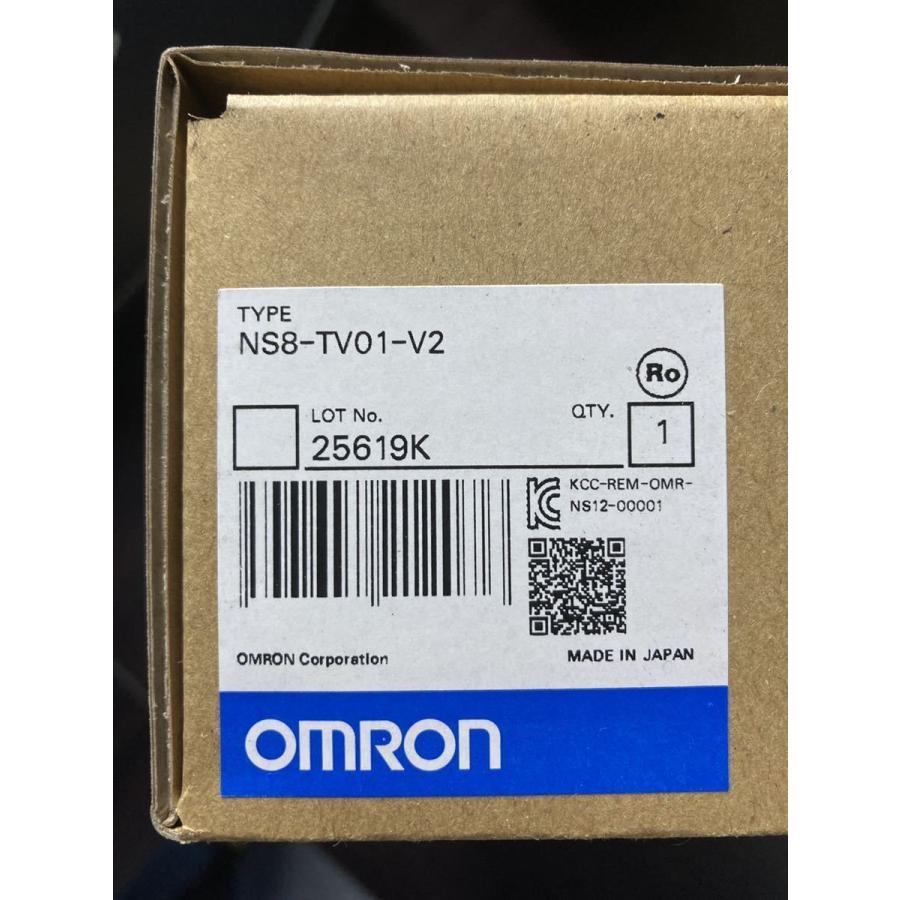 TYPE
NS8-TV01-V2
Ro
LOT No.
25619K
QTY.
1
KCC-REM-OMR-
NS12-00001
OMRON Corporation
MADE IN JAPAN
OMRON